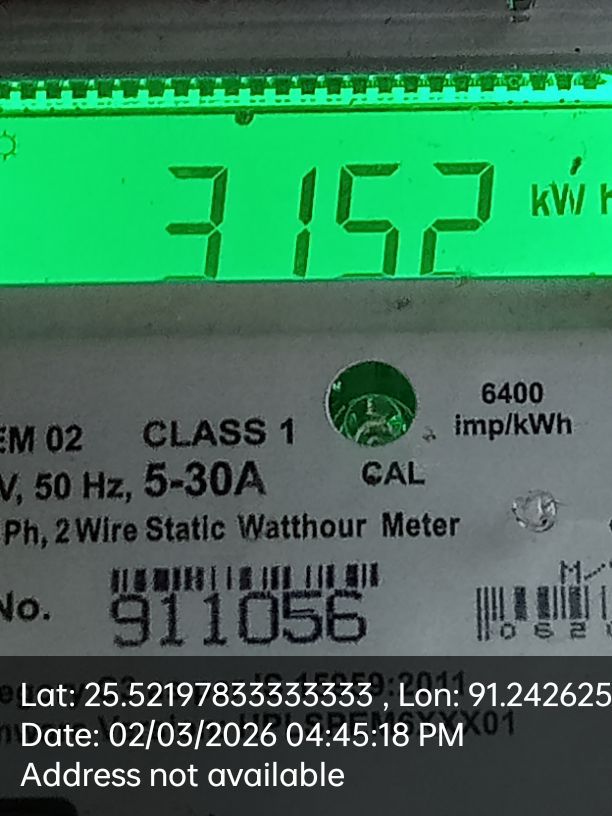 3152 kW h
6400
imp/kWh
EM 02 CLASS 1
CAL
V, 50 Hz, 5-30A
Ph, 2 Wire Static Watthour Meter
No. 911056
M/
062
Lat: 25.52197833333333 , Lon: 91.242625
Date: 02/03/2026 04:45:18 PM
Address not available